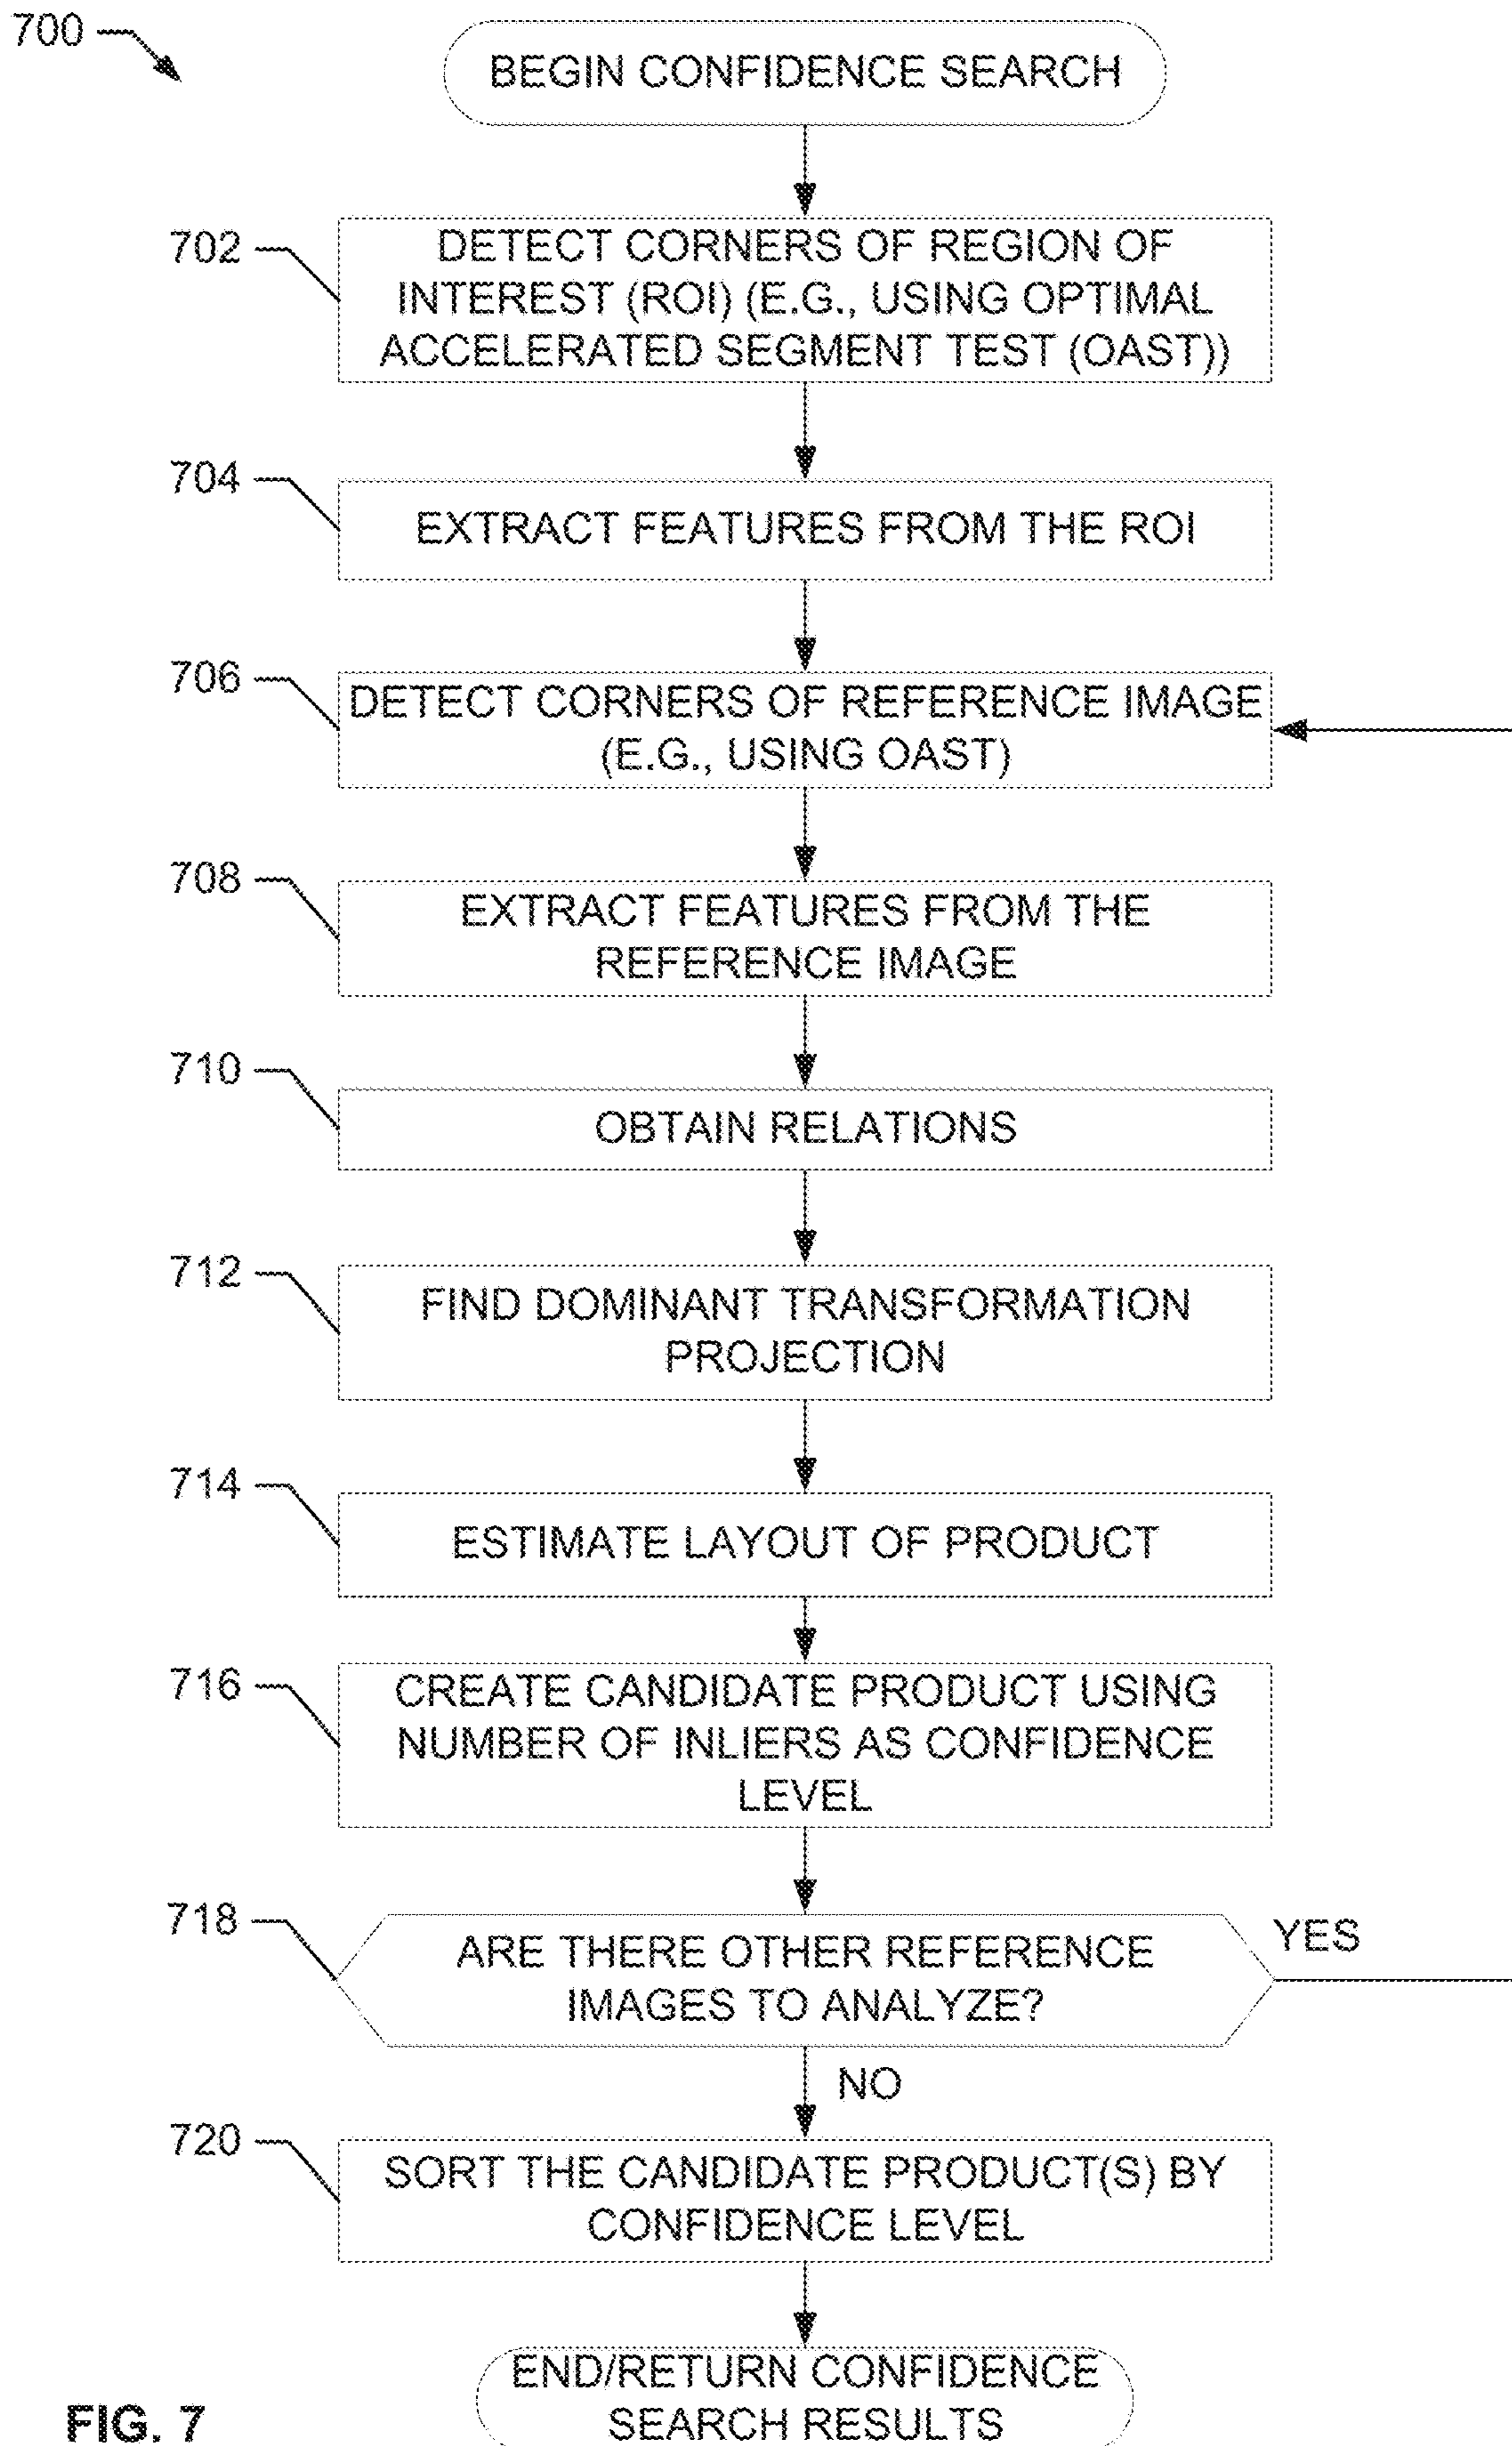 700
BEGIN CONFIDENCE SEARCH
702
DETECT CORNERS OF REGION OF
INTEREST (ROI) (E.G., USING OPTIMAL
ACCELERATED SEGMENT TEST (OAST))
704
EXTRACT FEATURES FROM THE ROI
706
DETECT CORNERS OF REFERENCE IMAGE
(E.G., USING OAST)
708
EXTRACT FEATURES FROM THE
REFERENCE IMAGE
710
OBTAIN RELATIONS
712
FIND DOMINANT TRANSFORMATION
PROJECTION
714
ESTIMATE LAYOUT OF PRODUCT
716
CREATE CANDIDATE PRODUCT USING
NUMBER OF INLIERS AS CONFIDENCE
LEVEL
718
ARE THERE OTHER REFERENCE
IMAGES TO ANALYZE?
YES
NO
720
SORT THE CANDIDATE PRODUCT(S) BY
CONFIDENCE LEVEL
END/RETURN CONFIDENCE
SEARCH RESULTS
FIG. 7